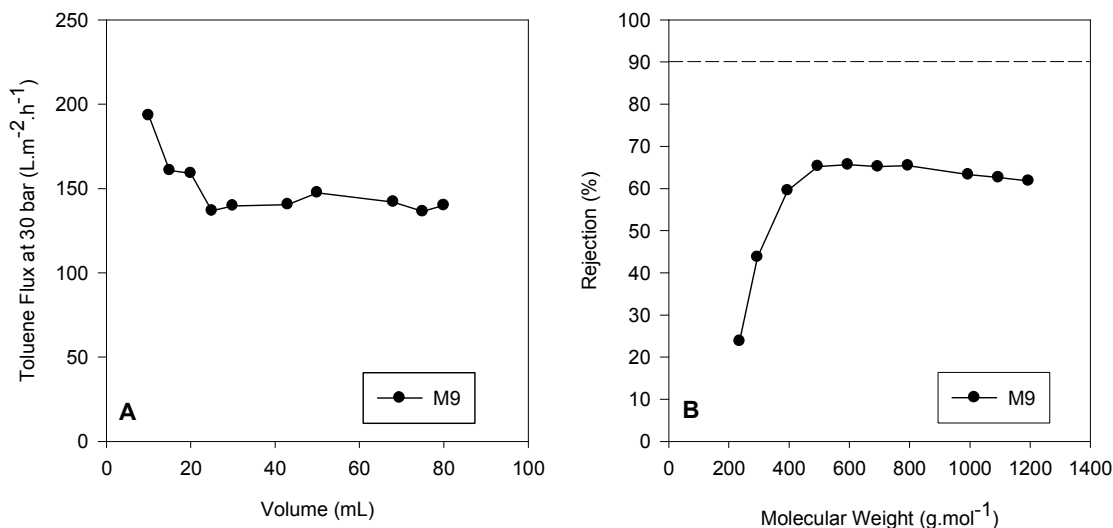 250
200
150
100
50
0
0 20 40 60 80 100
Toluene Flux at 30 bar (L.m⁻².h⁻¹)
Volume (mL)
A
M9
100
90
80
70
60
50
40
30
20
10
0
0 200 400 600 800 1000 1200 1400
Rejection (%)
Molecular Weight (g.mol⁻¹)
B
M9